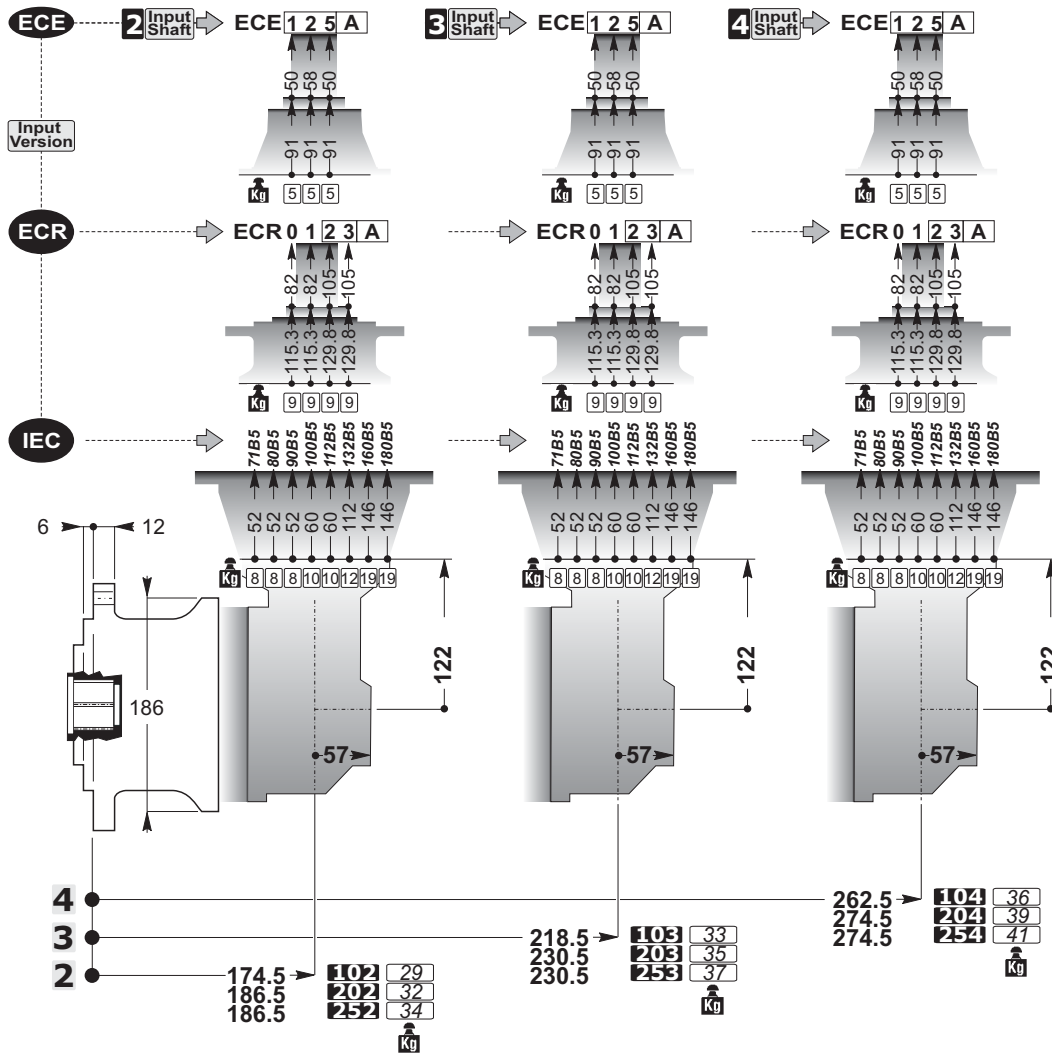 ECE 2 Input Shaft ECE 1 2 5 A 3 Input Shaft ECE 1 2 5 A 4 Input Shaft ECE 1 2 5 A
50 58 50 50 58 50 50 58 50
Input Version
91 91 91 91 91 91 91 91 91
Kg 5 5 5 Kg 5 5 5 Kg 5 5 5
ECR ECR 0 1 2 3 A ECR 0 1 2 3 A ECR 0 1 2 3 A
82 82 105 105 82 82 105 105 82 82 105 105
115.3 115.3 129.8 129.8 115.3 115.3 129.8 129.8 115.3 115.3 129.8 129.8
Kg 9 9 9 9 Kg 9 9 9 9 Kg 9 9 9 9
IEC 71B5 80B5 90B5 100B5 112B5 132B5 160B5 180B5 71B5 80B5 90B5 100B5 112B5 132B5 160B5 180B5 71B5 80B5 90B5 100B5 112B5 132B5 160B5 180B5
6 12 52 52 52 60 60 112 146 146 52 52 52 60 60 112 146 146 52 52 52 60 60 112 146 146
Kg 8 8 8 10 10 12 19 19 Kg 8 8 8 10 10 12 19 19 Kg 8 8 8 10 10 12 19 19
122 122 122
186
57 57 57
4 262.5 104 36
274.5 204 39
274.5 254 41
Kg
3 218.5 103 33
230.5 203 35
230.5 253 37
Kg
2 174.5 102 29
186.5 202 32
186.5 252 34
Kg